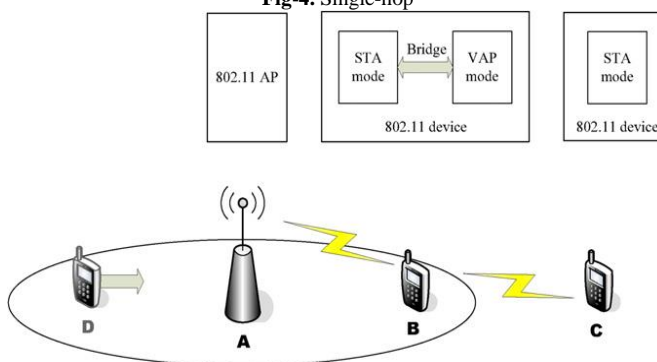 Fig-4: Single-hop
802.11 AP
STA mode
Bridge
VAP mode
802.11 device
STA mode
802.11 device
D
A
B
C